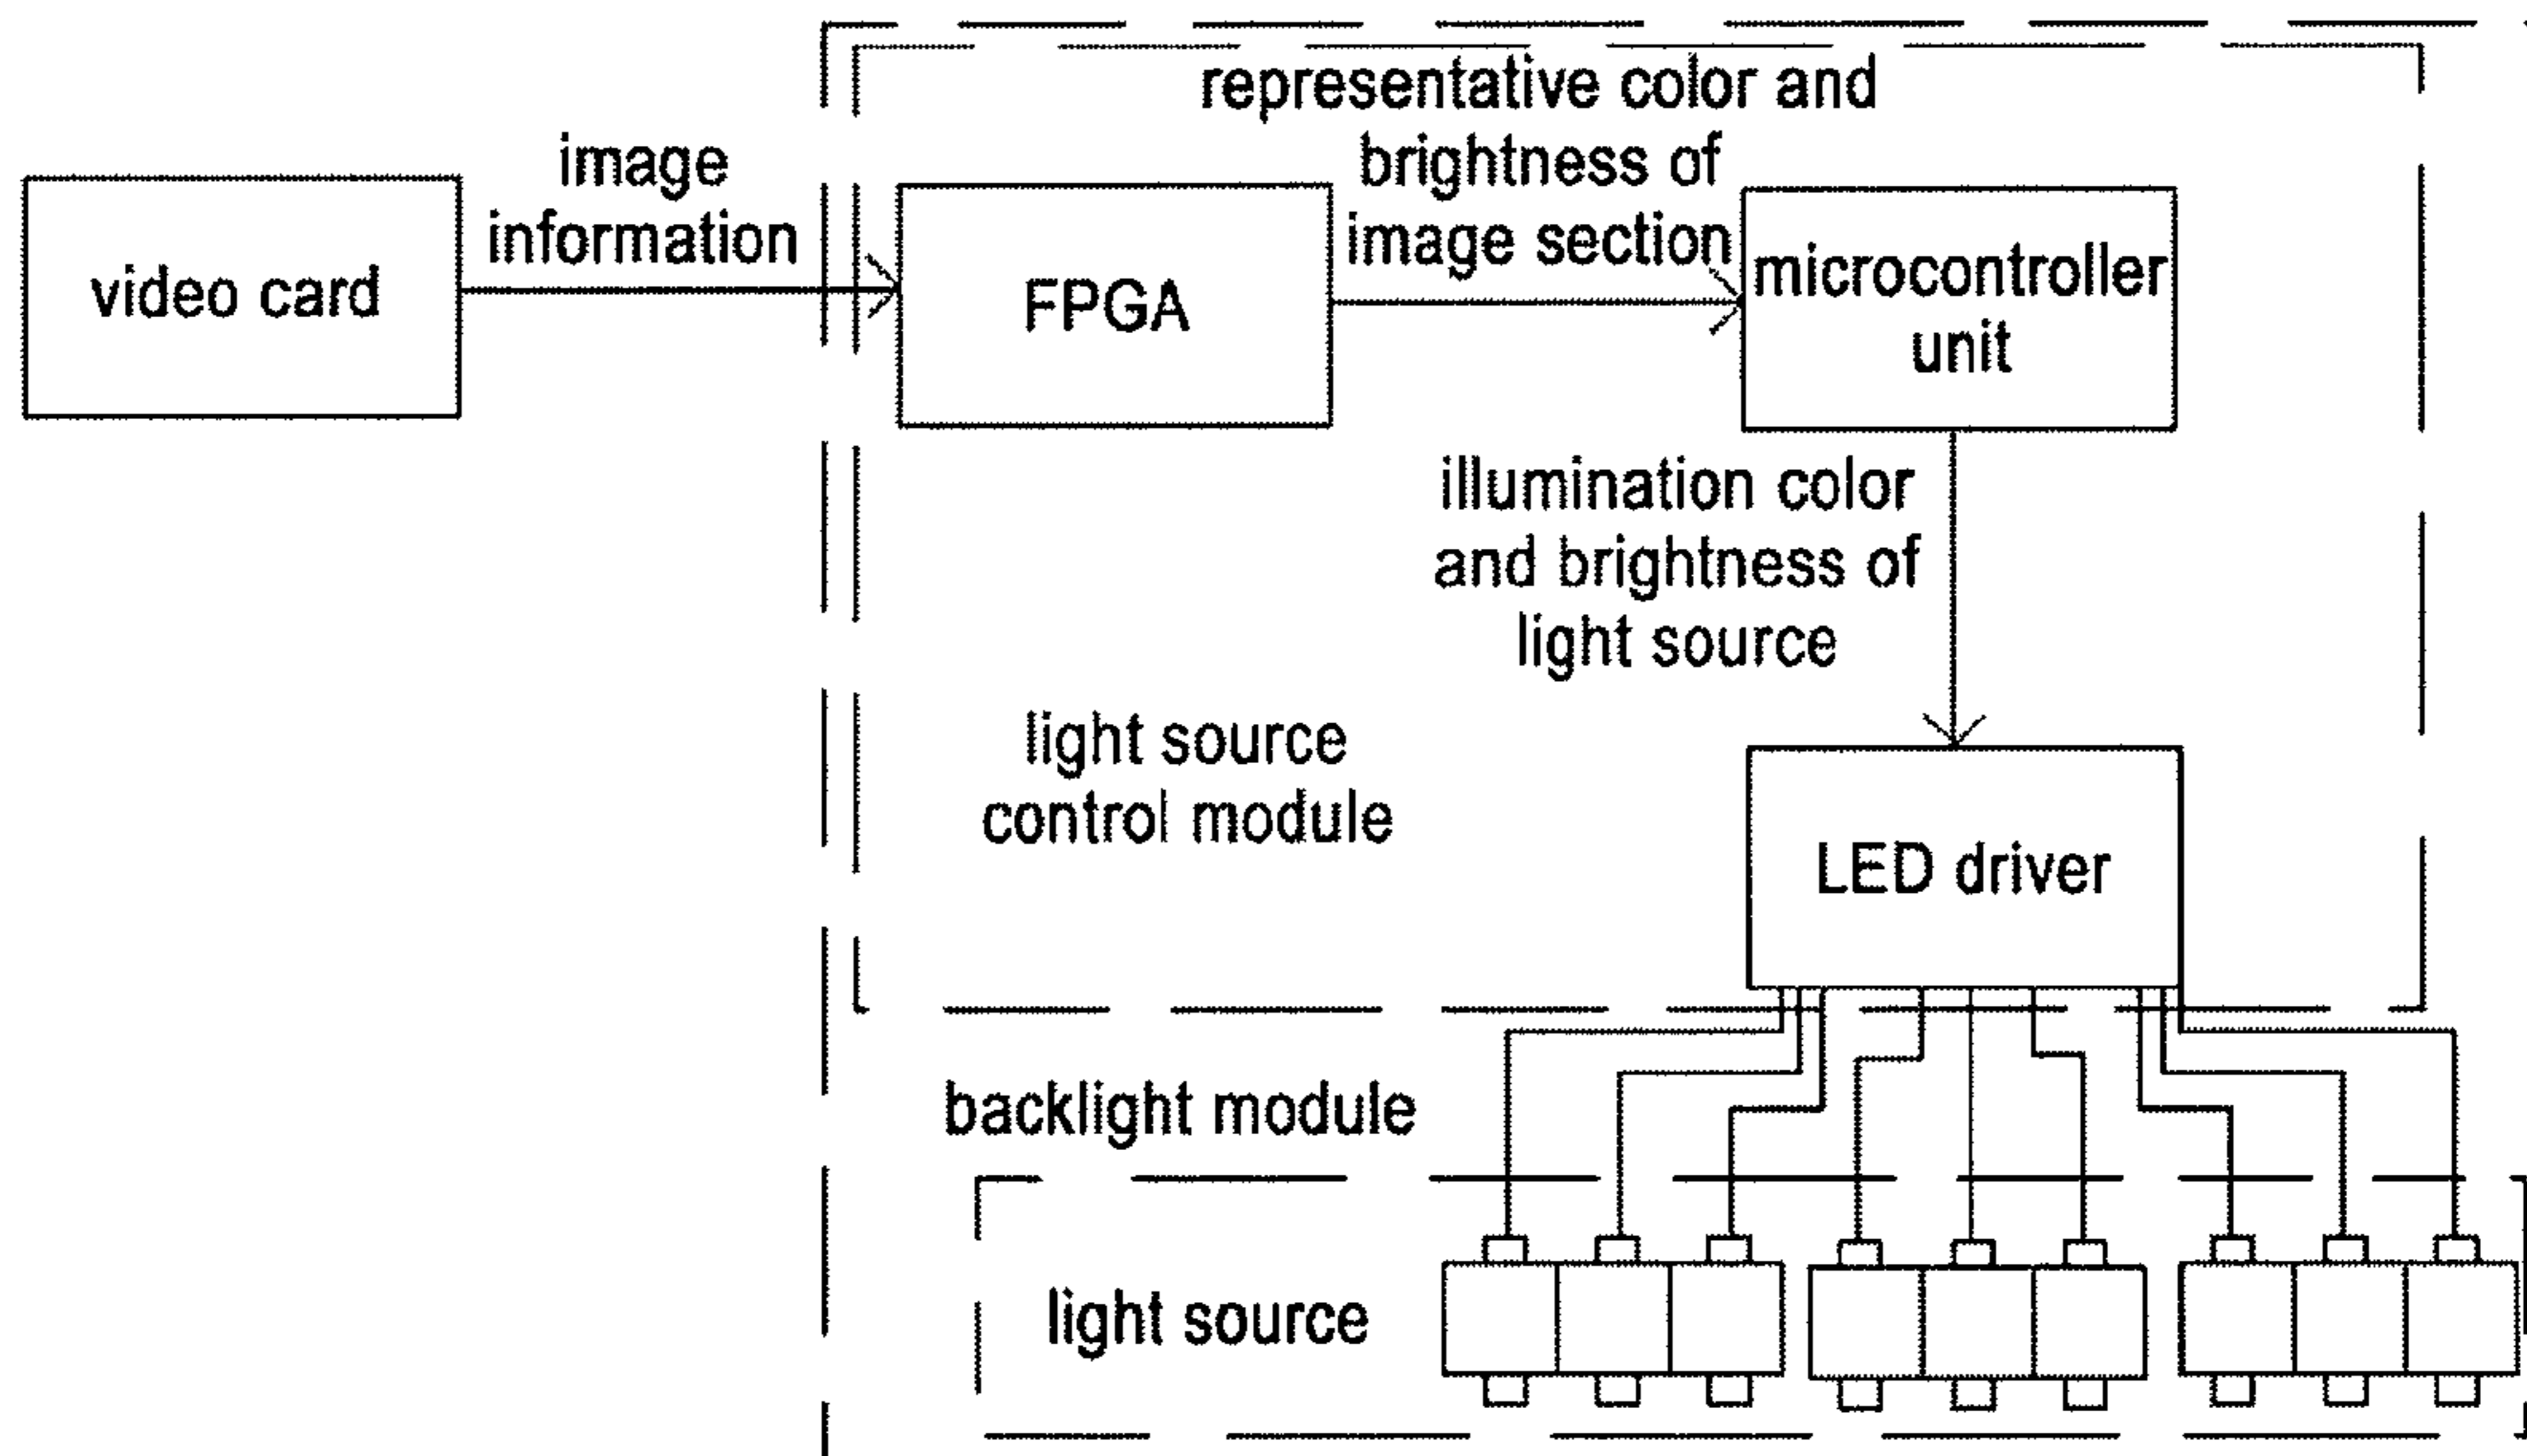 representative color and
brightness of
image section
image
information
video card
FPGA
microcontroller
unit
illumination color
and brightness of
light source
light source
control module
LED driver
backlight module
light source